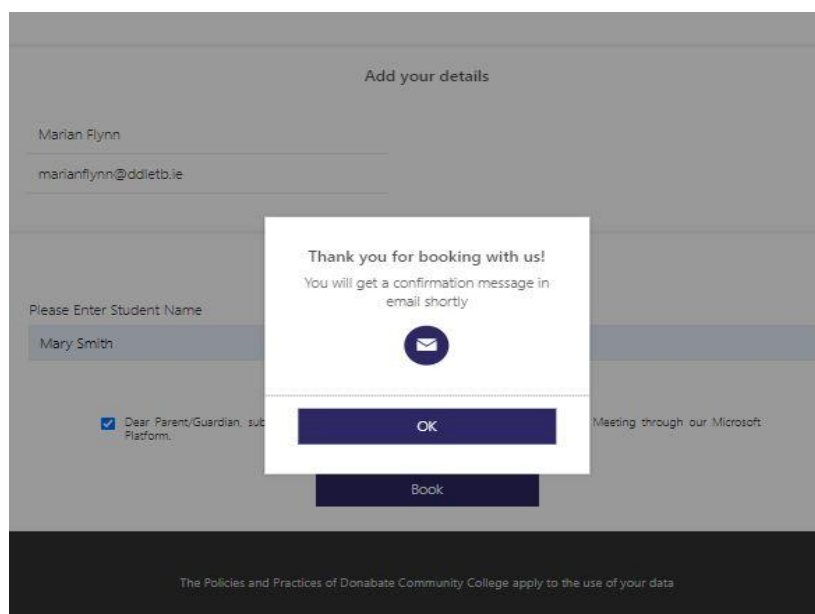 Add your details
Marian Flynn
marianflynn@ddletb.ie
Thank you for booking with us!
You will get a confirmation message in
email shortly
Please Enter Student Name
Mary Smith
OK
Dear Parent/Guardian, sub
Meeting through our Microsoft
Platform.
Book
The Policies and Practices of Donabate Community College apply to the use of your data